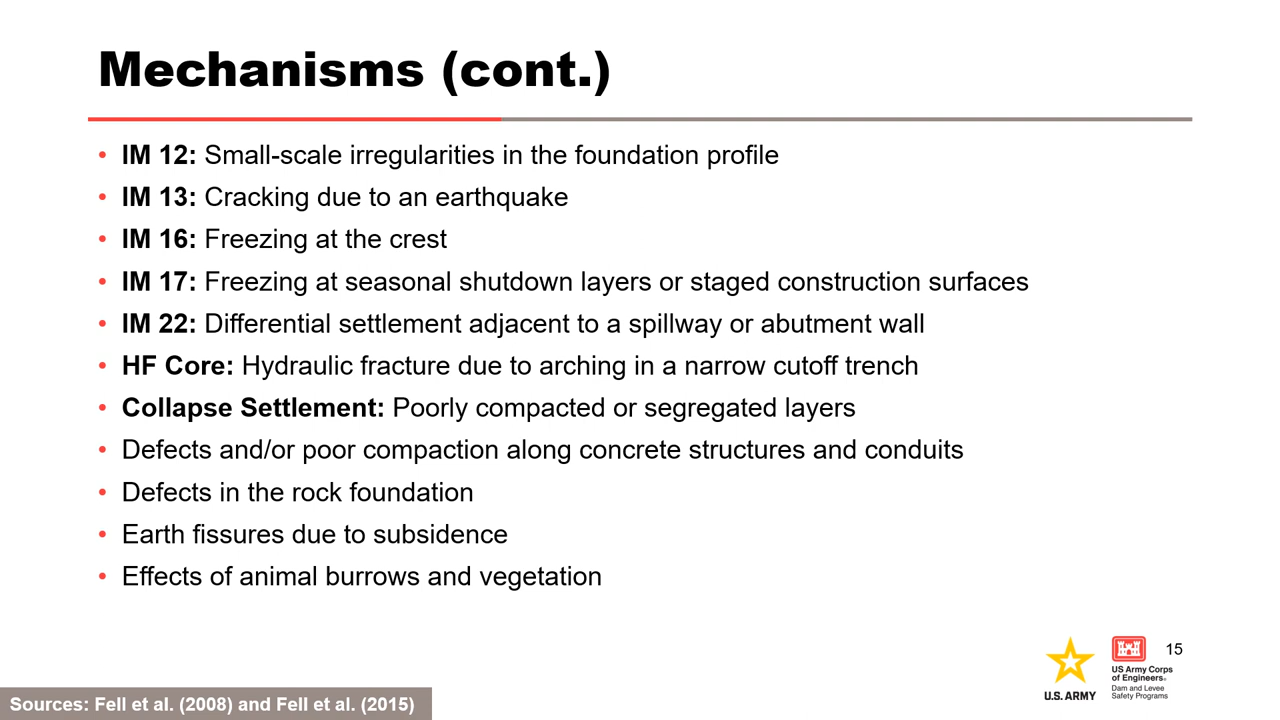 Mechanisms (cont.)
• IM 12: Small-scale irregularities in the foundation profile
• IM 13: Cracking due to an earthquake
• IM 16: Freezing at the crest
• IM 17: Freezing at seasonal shutdown layers or staged construction surfaces
• IM 22: Differential settlement adjacent to a spillway or abutment wall
• HF Core: Hydraulic fracture due to arching in a narrow cutoff trench
• Collapse Settlement: Poorly compacted or segregated layers
• Defects and/or poor compaction along concrete structures and conduits
• Defects in the rock foundation
• Earth fissures due to subsidence
• Effects of animal burrows and vegetation
15
U.S. ARMY
US Army Corps
of Engineers®
Dam and Levee
Safety Programs
Sources: Fell et al. (2008) and Fell et al. (2015)